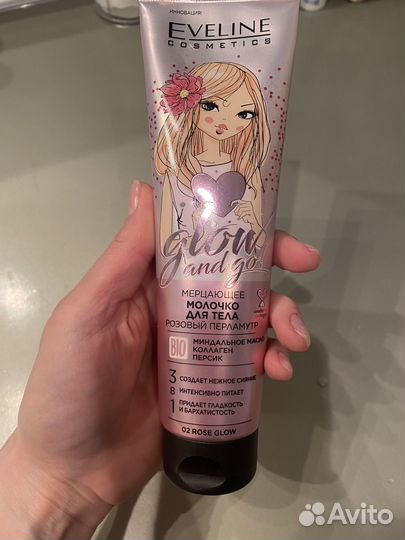 ИННОВАЦИЯ!
EVELINE
COSMETICS
glow
and go
МЕРЦАЮЩЕЕ
МОЛОЧКО
ДЛЯ ТЕЛА
РОЗОВЫЙ ПЕРЛАМУТР
BIO
МИНДАЛЬНОЕ МАСЛО
КОЛЛАГЕН
ПЕРСИК
3 СОЗДАЕТ НЕЖНОЕ СИЯНИЕ
В ИНТЕНСИВНО ПИТАЕТ
1 ПРИДАЕТ ГЛАДКОСТЬ
И БАРХАТИСТОСТЬ
02 ROSE GLOW
Avito